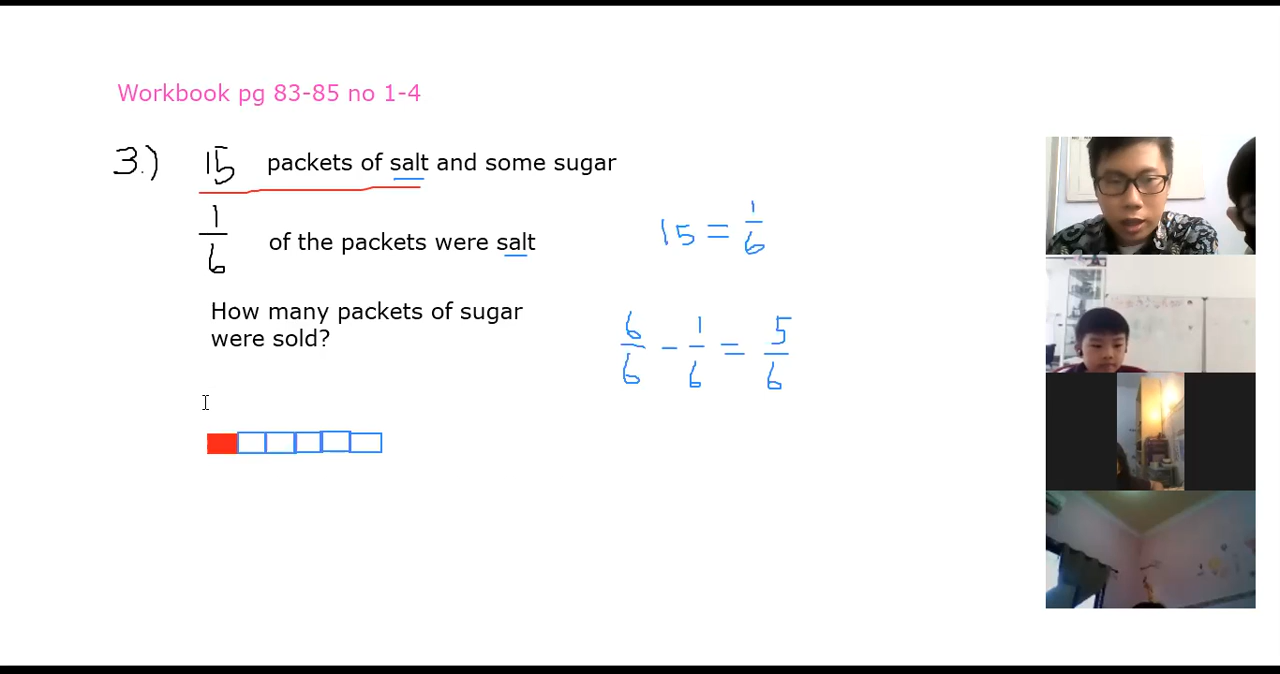 Workbook pg 83-85 no 1-4
3.) 15 packets of salt and some sugar
1/6 of the packets were salt
15 = 1/6
How many packets of sugar
were sold?
6/6 - 1/6 = 5/6